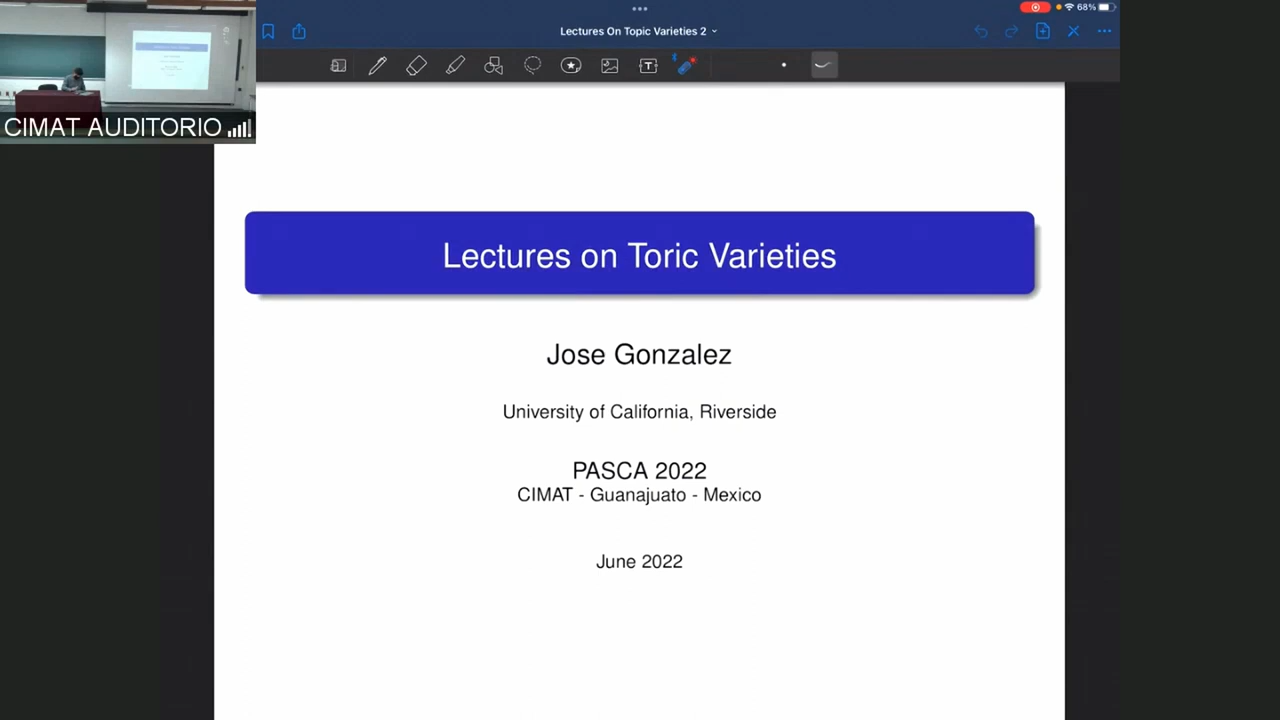 68%
Lectures On Topic Varieties 2
T
CIMAT AUDITORIO
Lectures on Toric Varieties
Jose Gonzalez
University of California, Riverside
PASCA 2022
CIMAT - Guanajuato - Mexico
June 2022